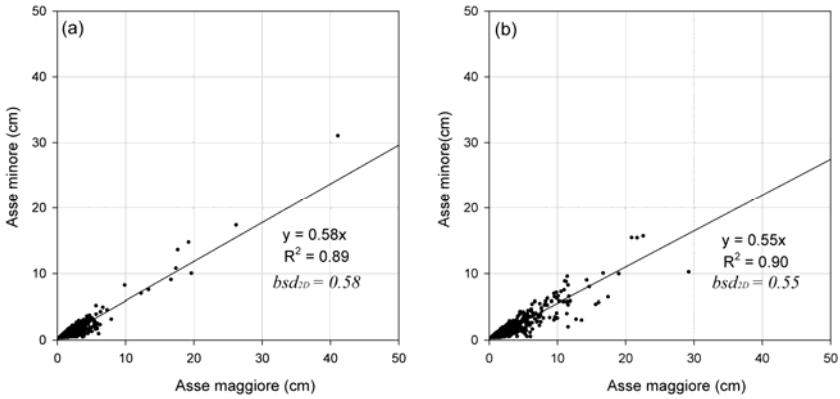 (a)
50
40
30
20
10
0
Asse minore (cm)
y = 0.58x
R² = 0.89
bsd2D = 0.58
0 10 20 30 40 50
Asse maggiore (cm)
(b)
50
40
30
20
10
0
Asse minore(cm)
y = 0.55x
R² = 0.90
bsd2D = 0.55
0 10 20 30 40 50
Asse maggiore (cm)